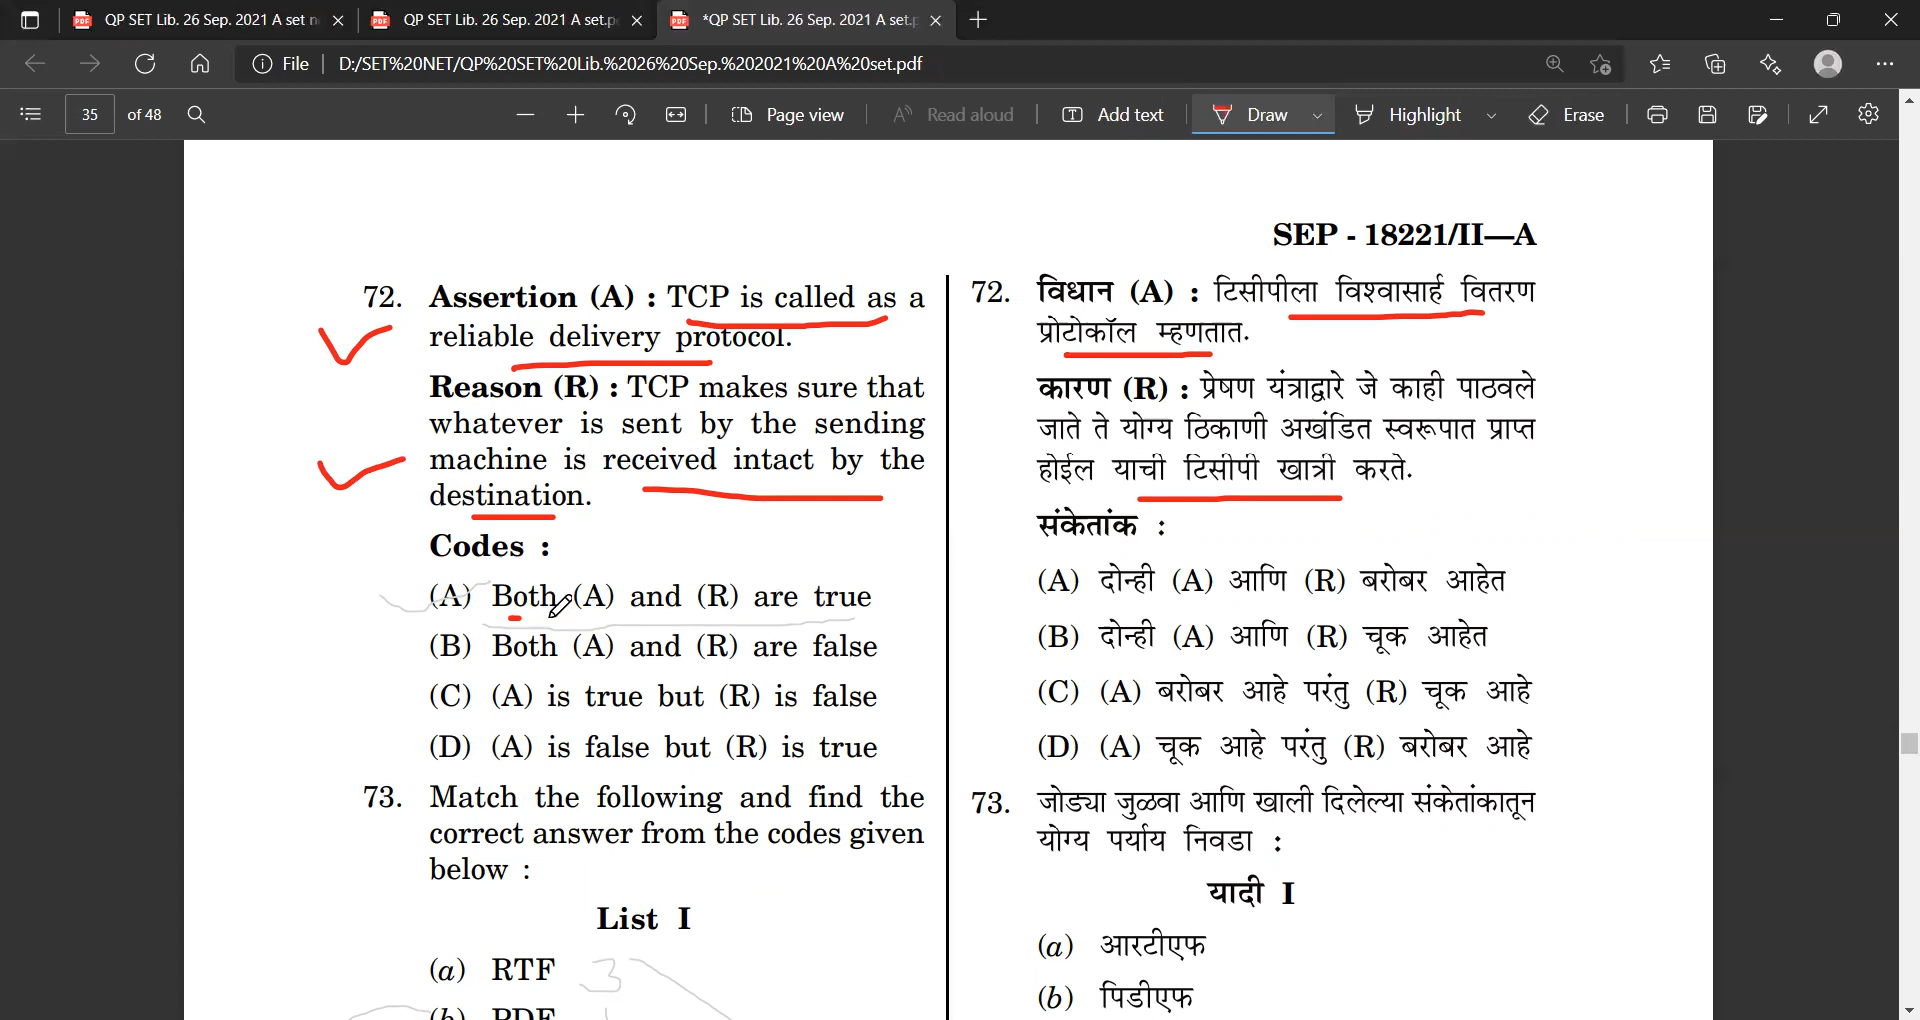 QP SET Lib. 26 Sep. 2021 A set n
QP SET Lib. 26 Sep. 2021 A set.p
*QP SET Lib. 26 Sep. 2021 A set.p
File
D:/SET%20NET/QP%20SET%20Lib.%2026%20Sep.%202021%20A%20set.pdf
35 of 48
Page view
Read aloud
Add text
Draw
Highlight
Erase
SEP - 18221/II—A
72. Assertion (A) : TCP is called as a
reliable delivery protocol.
Reason (R) : TCP makes sure that
whatever is sent by the sending
machine is received intact by the
destination.
Codes :
(A) Both (A) and (R) are true
(B) Both (A) and (R) are false
(C) (A) is true but (R) is false
(D) (A) is false but (R) is true
73. Match the following and find the
correct answer from the codes given
below :
List I
(a) RTF 3
(b) PDF
72. विधान (A) : टिसीपीला विश्वासार्ह वितरण
प्रोटोकॉल म्हणतात.
कारण (R) : प्रेषण यंत्राद्वारे जे काही पाठवले
जाते ते योग्य ठिकाणी अखंडित स्वरूपात प्राप्त
होईल याची टिसीपी खात्री करते.
संकेतांक :
(A) दोन्ही (A) आणि (R) बरोबर आहेत
(B) दोन्ही (A) आणि (R) चूक आहेत
(C) (A) बरोबर आहे परंतु (R) चूक आहे
(D) (A) चूक आहे परंतु (R) बरोबर आहे
73. जोड्या जुळवा आणि खाली दिलेल्या संकेतांकातून
योग्य पर्याय निवडा :
यादी I
(a) आरटीएफ
(b) पिडीएफ